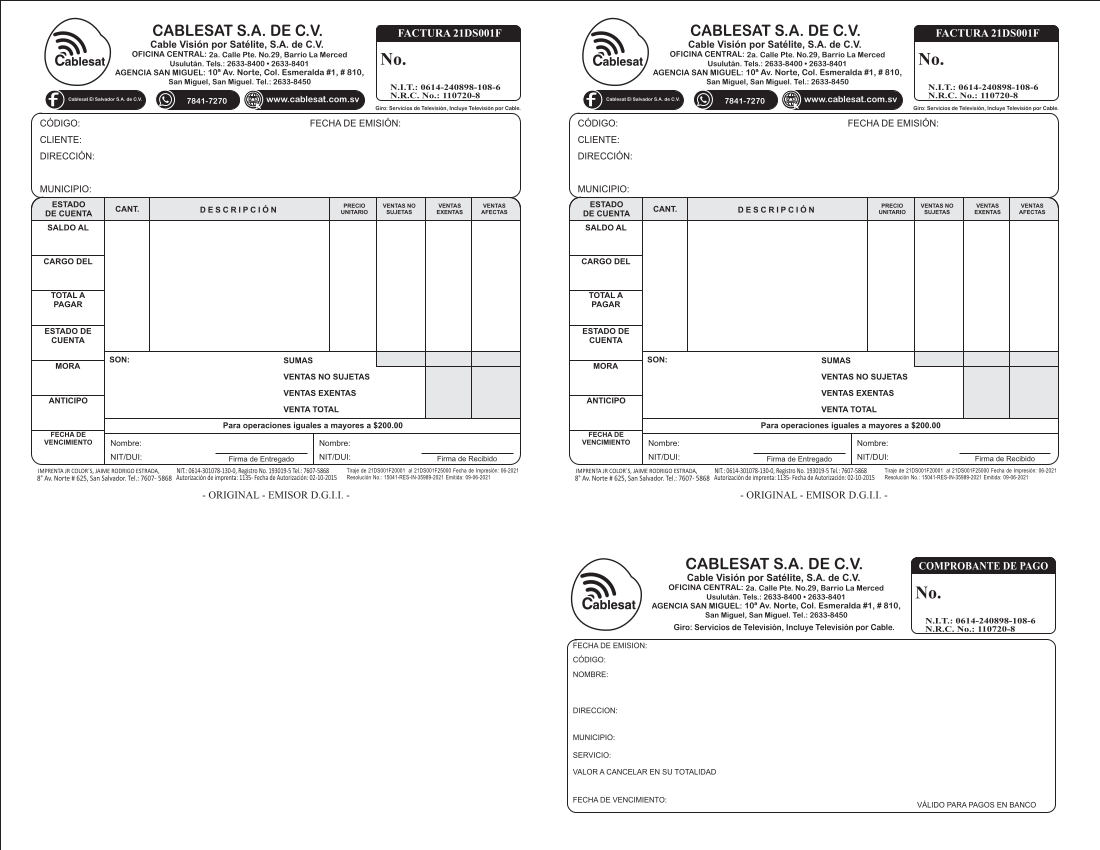 Cablesat
CABLESAT S.A. DE C.V.
Cable Visión por Satélite, S.A. de C.V.
OFICINA CENTRAL: 2a. Calle Pte. No.29, Barrio La Merced
Usulután. Tels.: 2633-8400 • 2633-8401
AGENCIA SAN MIGUEL: 10ª Av. Norte, Col. Esmeralda #1, # 810,
San Miguel, San Miguel. Tel.: 2633-8450
Cablesat El Salvador S.A. de C.V.
7841-7270
www.cablesat.com.sv
FACTURA 21DS001F
No.
N.I.T.: 0614-240898-108-6
N.R.C. No.: 110720-8
Giro: Servicios de Televisión, Incluye Televisión por Cable.
CÓDIGO: FECHA DE EMISIÓN:
CLIENTE:
DIRECCIÓN:
MUNICIPIO:
ESTADO DE CUENTA CANT. DESCRIPCIÓN PRECIO UNITARIO VENTAS NO SUJETAS VENTAS EXENTAS VENTAS AFECTAS
SALDO AL
CARGO DEL
TOTAL A
PAGAR
ESTADO DE
CUENTA
MORA
ANTICIPO
FECHA DE
VENCIMIENTO
SON: SUMAS
VENTAS NO SUJETAS
VENTAS EXENTAS
VENTA TOTAL
Para operaciones iguales a mayores a $200.00
Nombre: Nombre:
NIT/DUI: Firma de Entregado NIT/DUI: Firma de Recibido
IMPRENTA JR COLOR'S, JAIME RODRIGO ESTRADA, NIT.: 0614-301078-130-0, Registro No. 193019-5 Tel.: 7607-5868 Tiraje de 21DS001F20001 al 21DS001F25000 Fecha de Impresión: 06-2021
8° Av. Norte # 625, San Salvador. Tel.: 7607- 5868 Autorización de imprenta: 1135- Fecha de Autorización: 02-10-2015 Resolución No.: 15041-RES-IN-35989-2021 Emitida: 09-06-2021
- ORIGINAL - EMISOR D.G.I.I. -
Cablesat
CABLESAT S.A. DE C.V.
Cable Visión por Satélite, S.A. de C.V.
OFICINA CENTRAL: 2a. Calle Pte. No.29, Barrio La Merced
Usulután. Tels.: 2633-8400 • 2633-8401
AGENCIA SAN MIGUEL: 10ª Av. Norte, Col. Esmeralda #1, # 810,
San Miguel, San Miguel. Tel.: 2633-8450
Cablesat El Salvador S.A. de C.V.
7841-7270
www.cablesat.com.sv
FACTURA 21DS001F
No.
N.I.T.: 0614-240898-108-6
N.R.C. No.: 110720-8
Giro: Servicios de Televisión, Incluye Televisión por Cable.
CÓDIGO: FECHA DE EMISIÓN:
CLIENTE:
DIRECCIÓN:
MUNICIPIO:
ESTADO DE CUENTA CANT. DESCRIPCIÓN PRECIO UNITARIO VENTAS NO SUJETAS VENTAS EXENTAS VENTAS AFECTAS
SALDO AL
CARGO DEL
TOTAL A
PAGAR
ESTADO DE
CUENTA
MORA
ANTICIPO
FECHA DE
VENCIMIENTO
SON: SUMAS
VENTAS NO SUJETAS
VENTAS EXENTAS
VENTA TOTAL
Para operaciones iguales a mayores a $200.00
Nombre: Nombre:
NIT/DUI: Firma de Entregado NIT/DUI: Firma de Recibido
IMPRENTA JR COLOR'S, JAIME RODRIGO ESTRADA, NIT.: 0614-301078-130-0, Registro No. 193019-5 Tel.: 7607-5868 Tiraje de 21DS001F20001 al 21DS001F25000 Fecha de Impresión: 06-2021
8° Av. Norte # 625, San Salvador. Tel.: 7607- 5868 Autorización de imprenta: 1135- Fecha de Autorización: 02-10-2015 Resolución No.: 15041-RES-IN-35989-2021 Emitida: 09-06-2021
- ORIGINAL - EMISOR D.G.I.I. -
Cablesat
CABLESAT S.A. DE C.V.
Cable Visión por Satélite, S.A. de C.V.
OFICINA CENTRAL: 2a. Calle Pte. No.29, Barrio La Merced
Usulután. Tels.: 2633-8400 • 2633-8401
AGENCIA SAN MIGUEL: 10ª Av. Norte, Col. Esmeralda #1, # 810,
San Miguel, San Miguel. Tel.: 2633-8450
Giro: Servicios de Televisión, Incluye Televisión por Cable.
COMPROBANTE DE PAGO
No.
N.I.T.: 0614-240898-108-6
N.R.C. No.: 110720-8
FECHA DE EMISION:
CÓDIGO:
NOMBRE:
DIRECCION:
MUNICIPIO:
SERVICIO:
VALOR A CANCELAR EN SU TOTALIDAD
FECHA DE VENCIMIENTO:
VÁLIDO PARA PAGOS EN BANCO